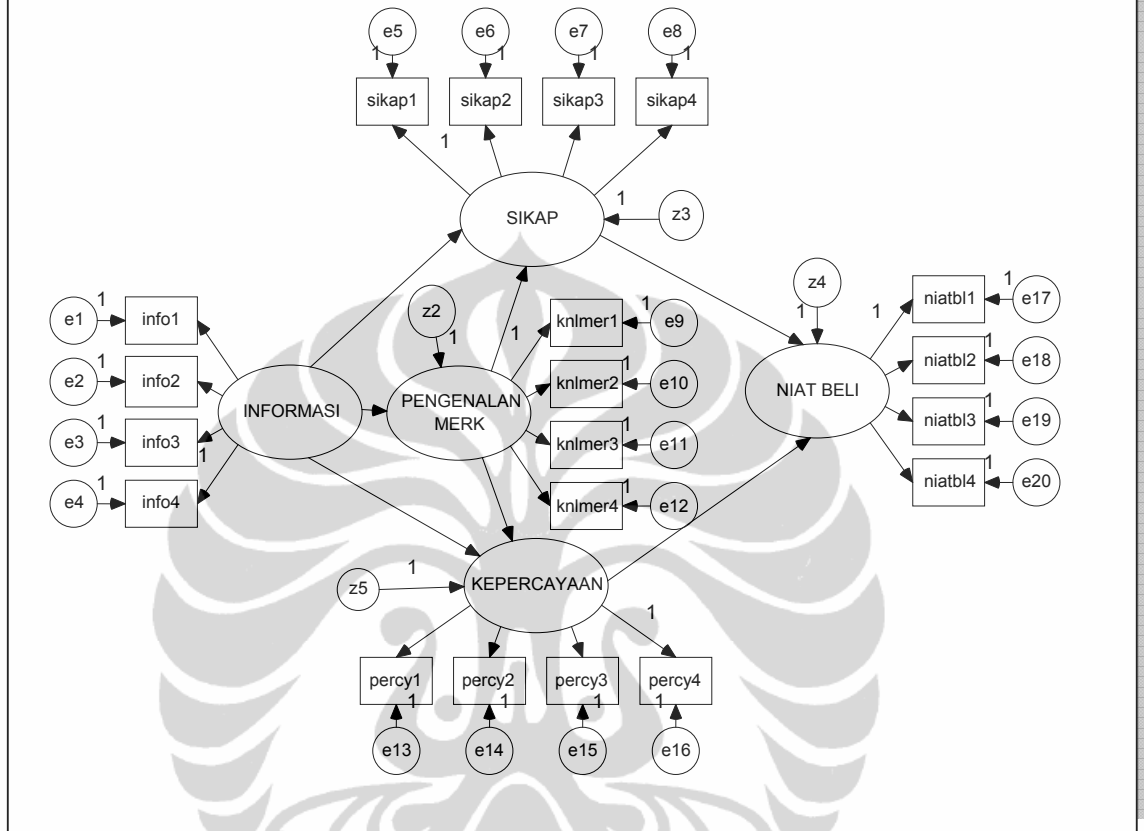 e5 e6 e7 e8
1 1 1 1
sikap1 sikap2 sikap3 sikap4
1
SIKAP 1 z3
z2 1
z4 1
e1 1 info1
e2 1 info2
e3 1 info3
1
e4 1 info4
INFORMASI
PENGENALAN
MERK
1
knlmer1 1 e9
knlmer2 1 e10
knlmer3 1 e11
knlmer4 1 e12
NIAT BELI
1
niatbl1 1 e17
niatbl2 1 e18
niatbl3 1 e19
niatbl4 1 e20
z5 1 KEPERCAYAAN
1
percy1 percy2 percy3 percy4
1 1 1 1
e13 e14 e15 e16